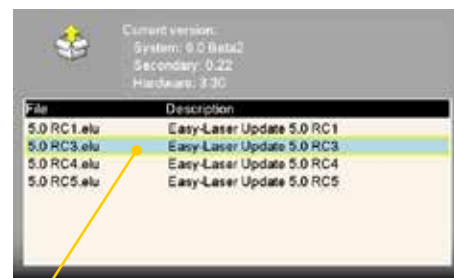 Current version:
System: 6.0 Beta2
Secondary: 0.22
Hardware: 3.30
File Description
5.0 RC1.elu Easy-Laser Update 5.0 RC1
5.0 RC3.elu Easy-Laser Update 5.0 RC3
5.0 RC4.elu Easy-Laser Update 5.0 RC4
5.0 RC5.elu Easy-Laser Update 5.0 RC5